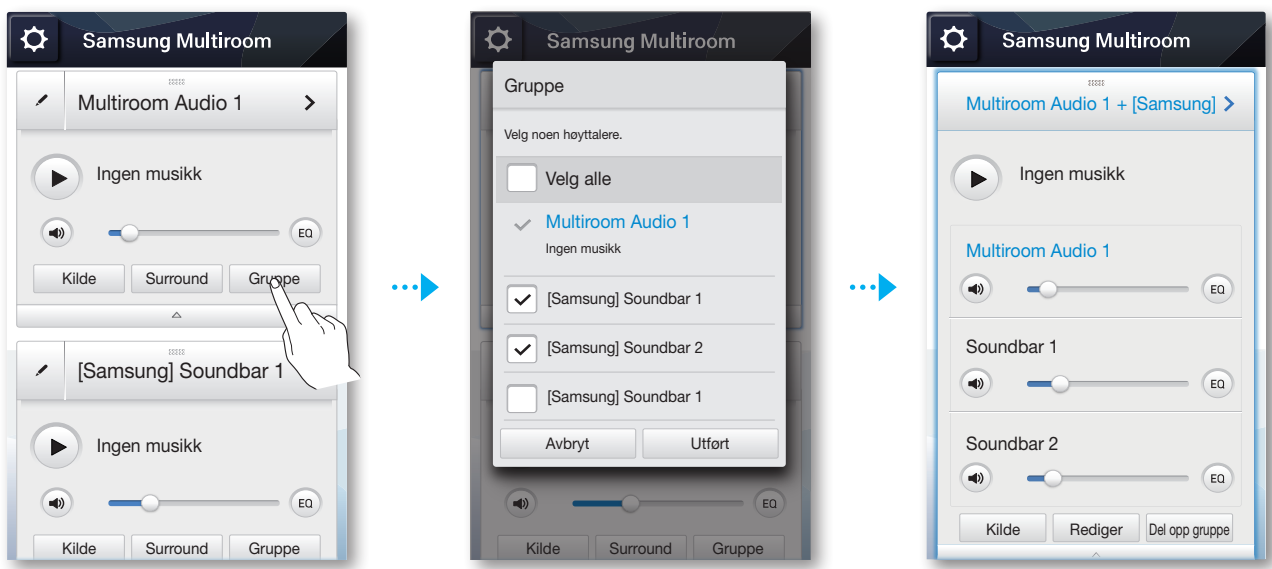 Samsung Multiroom
Multiroom Audio 1
Ingen musikk
EQ
Kilde
Surround
Gruppe
[Samsung] Soundbar 1
Ingen musikk
EQ
Kilde
Surround
Gruppe
Samsung Multiroom
Gruppe
Velg noen høyttalere.
Velg alle
Multiroom Audio 1
Ingen musikk
[Samsung] Soundbar 1
[Samsung] Soundbar 2
[Samsung] Soundbar 1
Avbryt
Utført
EQ
Kilde
Surround
Gruppe
Samsung Multiroom
Multiroom Audio 1 + [Samsung]
Ingen musikk
Multiroom Audio 1
EQ
Soundbar 1
EQ
Soundbar 2
EQ
Kilde
Rediger
Del opp gruppe